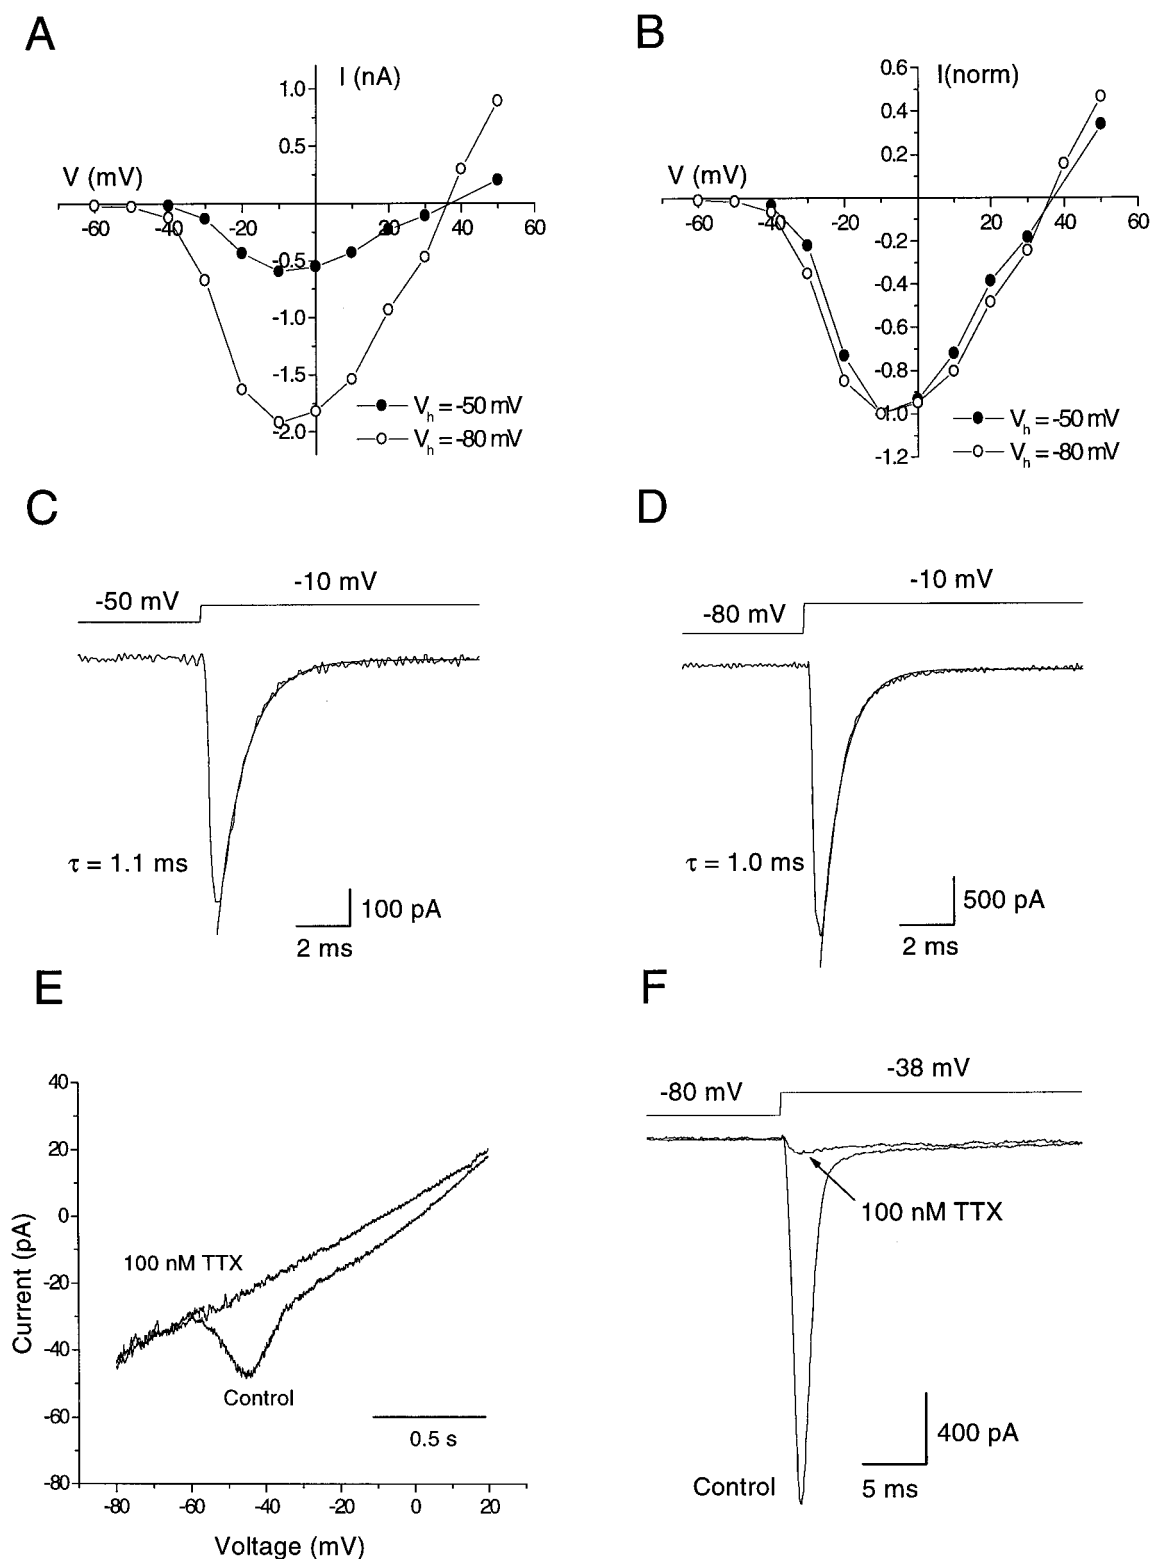 A
I (nA)
1.0
0.5
V (mV)
-60 -40 -20 20 40 60
-0.5
-1.0
-1.5
-2.0
V_h = -50 mV
V_h = -80 mV
B
0.6
I(norm)
0.4
0.2
V (mV)
-60 -40 -20 20 40 60
-0.2
-0.4
-0.6
-0.8
-1.0
-1.2
V_h = -50 mV
V_h = -80 mV
C
-10 mV
-50 mV
τ = 1.1 ms
100 pA
2 ms
D
-10 mV
-80 mV
τ = 1.0 ms
500 pA
2 ms
E
40
20
0
-20
-40
-60
-80
Current (pA)
100 nM TTX
Control
0.5 s
-80 -60 -40 -20 0 20
Voltage (mV)
F
-38 mV
-80 mV
100 nM TTX
400 pA
Control
5 ms